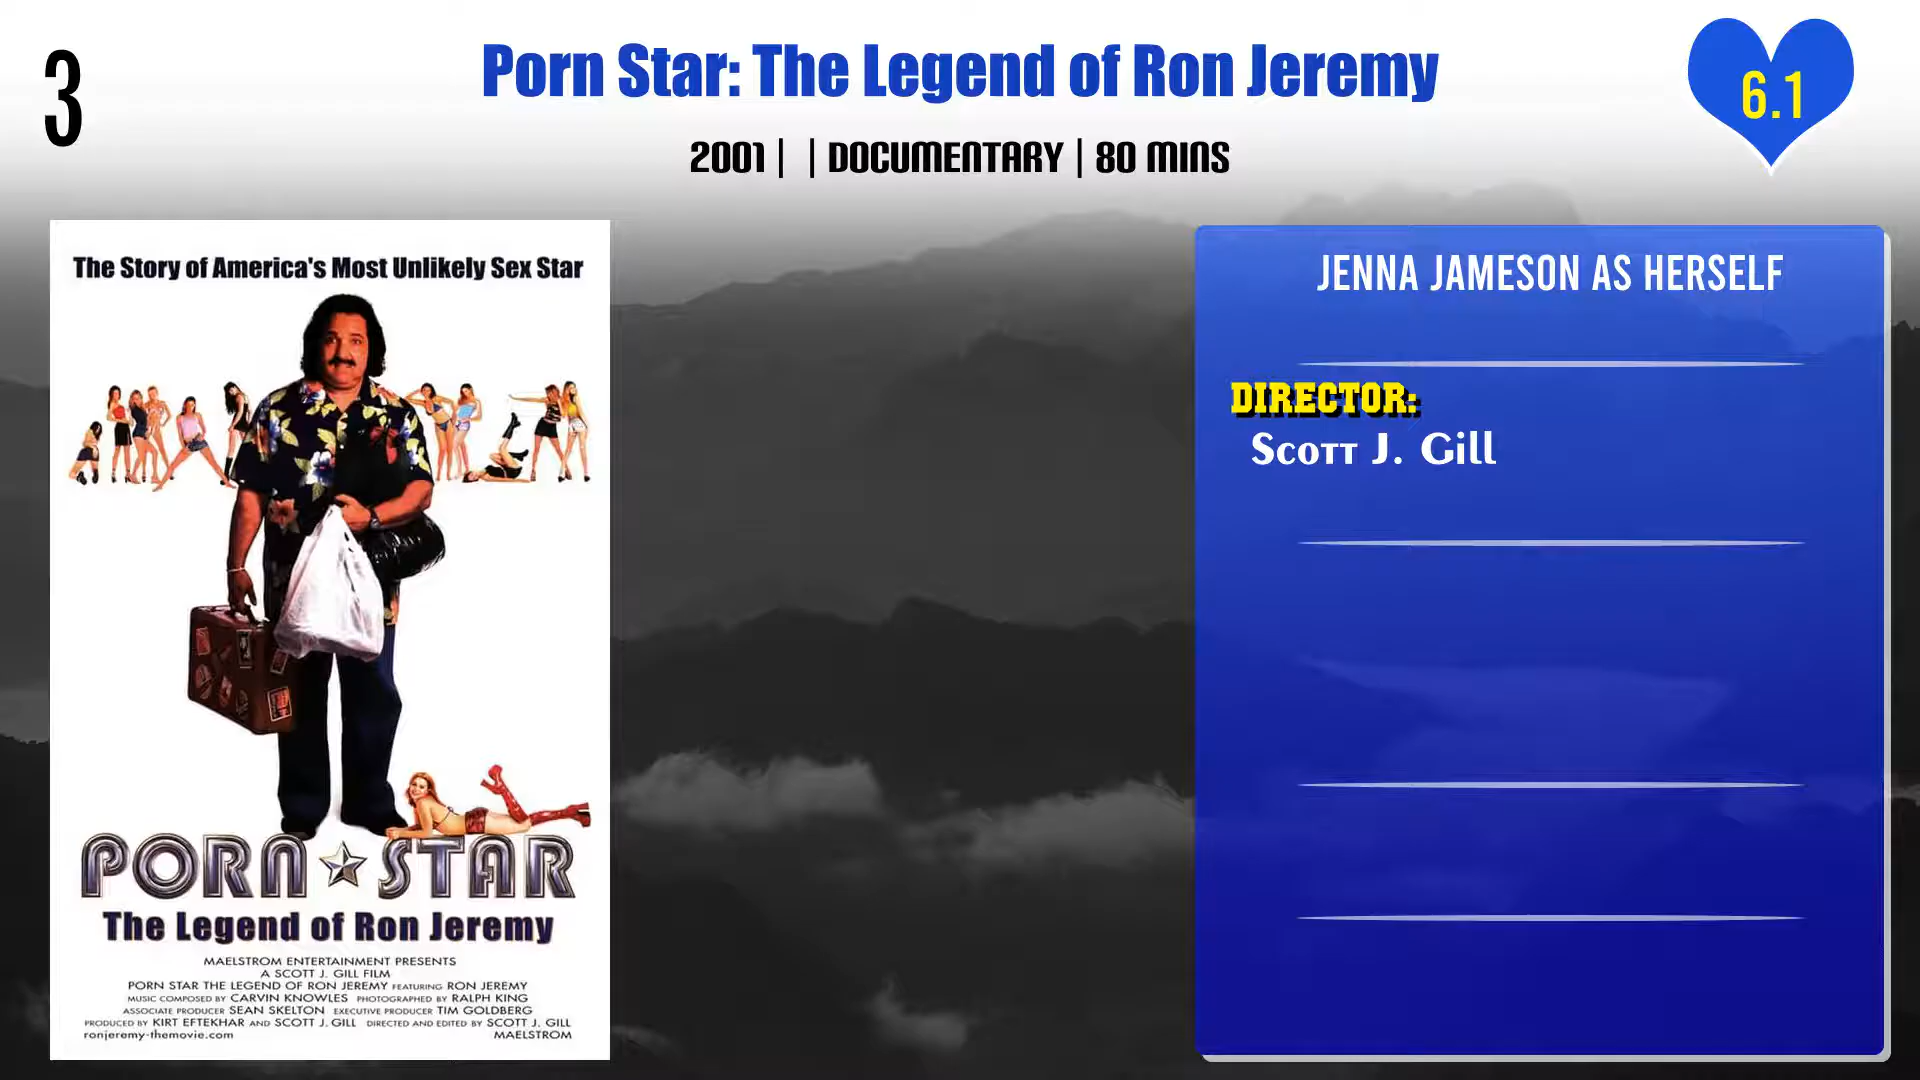 3
Porn Star: The Legend of Ron Jeremy
6.1
2001 | | DOCUMENTARY | 80 MINS
The Story of America's Most Unlikely Sex Star
PORN STAR
The Legend of Ron Jeremy
MAELSTROM ENTERTAINMENT PRESENTS
A SCOTT J. GILL FILM
PORN STAR THE LEGEND OF RON JEREMY FEATURING RON JEREMY
MUSIC COMPOSED BY CARVIN KNOWLES PHOTOGRAPHED BY RALPH KING
ASSOCIATE PRODUCER SEAN SKELTON EXECUTIVE PRODUCER TIM GOLDBERG
PRODUCED BY KIRT EFTEKHAR AND SCOTT J. GILL DIRECTED AND EDITED BY SCOTT J. GILL
ronjeremy-themovie.com MAELSTROM
JENNA JAMESON AS HERSELF
DIRECTOR:
Scott J. Gill